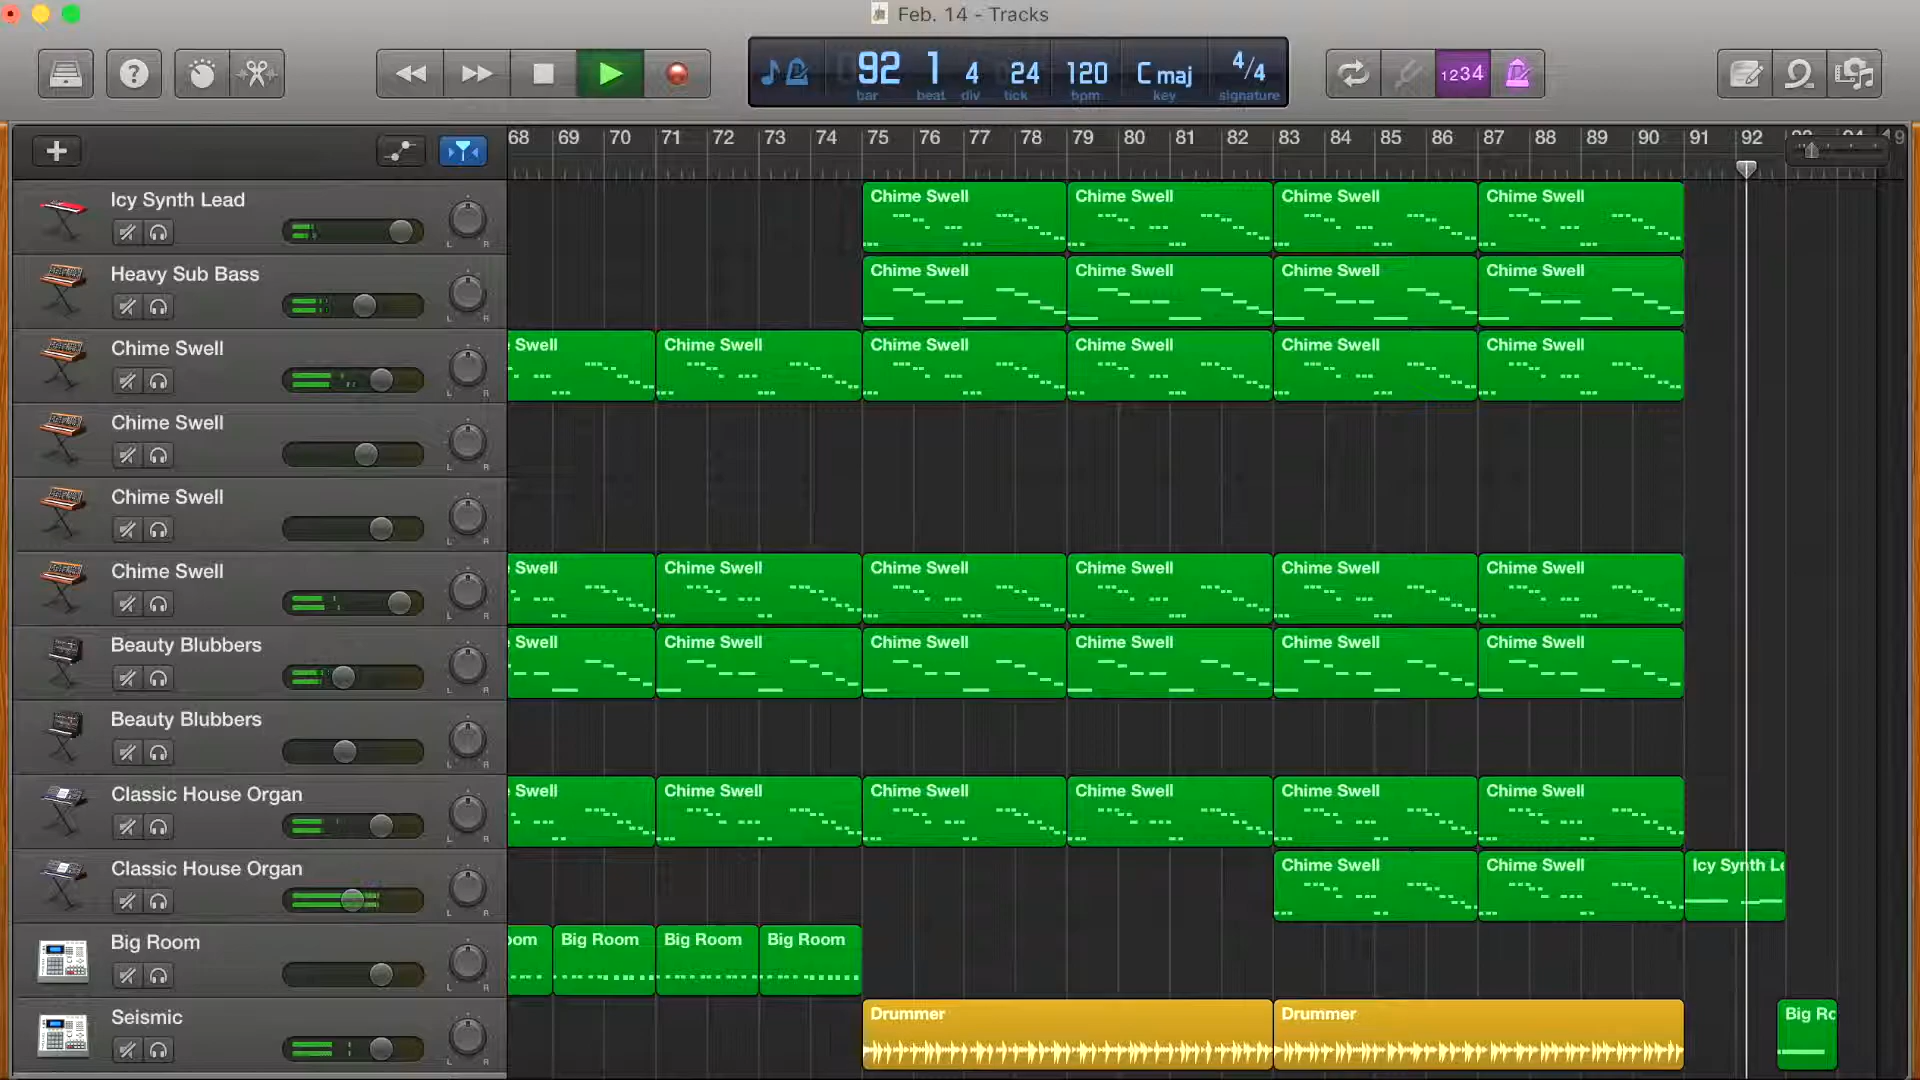 Feb. 14 - Tracks
92 1 4 24 120 C maj 4/4
bar beat div tick bpm key signature
1234
68 69 70 71 72 73 74 75 76 77 78 79 80 81 82 83 84 85 86 87 88 89 90 91 92
Icy Synth Lead
L R
Chime Swell Chime Swell Chime Swell Chime Swell
Heavy Sub Bass
L R
Chime Swell Chime Swell Chime Swell Chime Swell
Chime Swell
L R
Swell Chime Swell Chime Swell Chime Swell Chime Swell Chime Swell
Chime Swell
L R
Chime Swell
L R
Chime Swell
L R
Swell Chime Swell Chime Swell Chime Swell Chime Swell Chime Swell
Beauty Blubbers
L R
Swell Chime Swell Chime Swell Chime Swell Chime Swell Chime Swell
Beauty Blubbers
L R
Classic House Organ
L R
Swell Chime Swell Chime Swell Chime Swell Chime Swell Chime Swell
Classic House Organ
L R
Chime Swell Chime Swell Icy Synth Le
Big Room
L R
oom Big Room Big Room Big Room
Seismic
L R
Drummer Drummer Big Ro